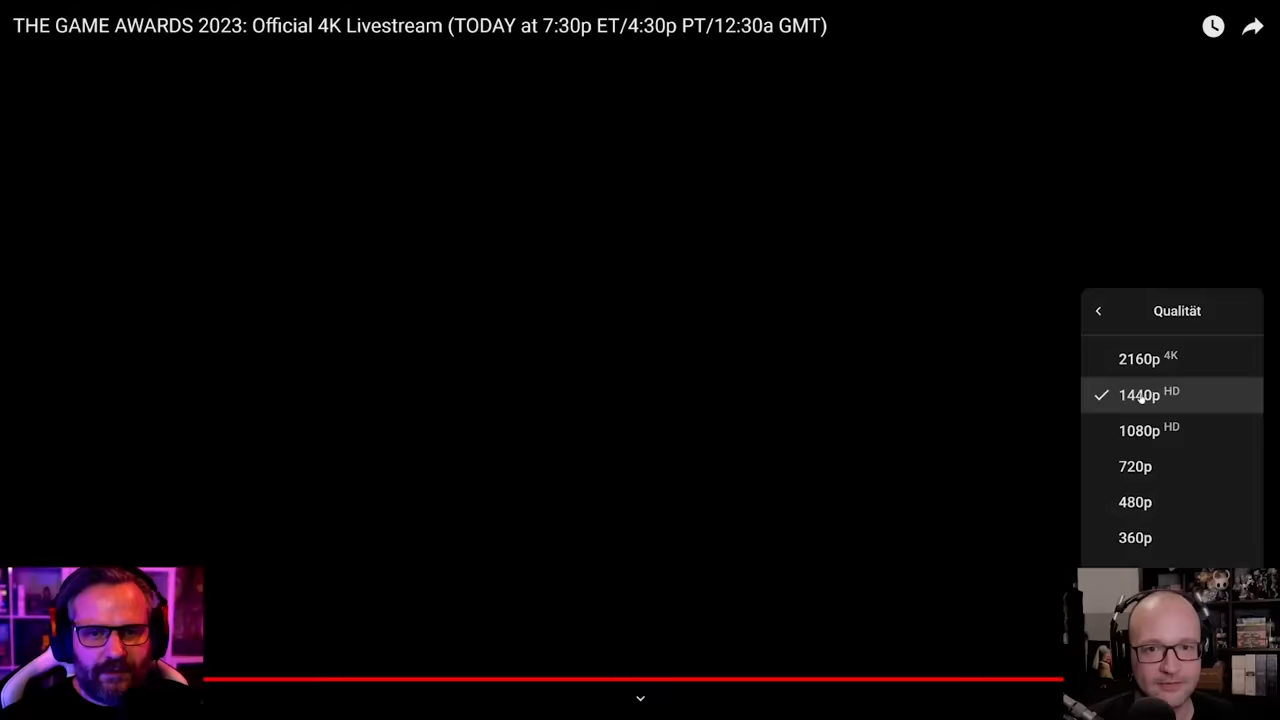 THE GAME AWARDS 2023: Official 4K Livestream (TODAY at 7:30p ET/4:30p PT/12:30a GMT)
Qualität
2160p 4K
1440p HD
1080p HD
720p
480p
360p